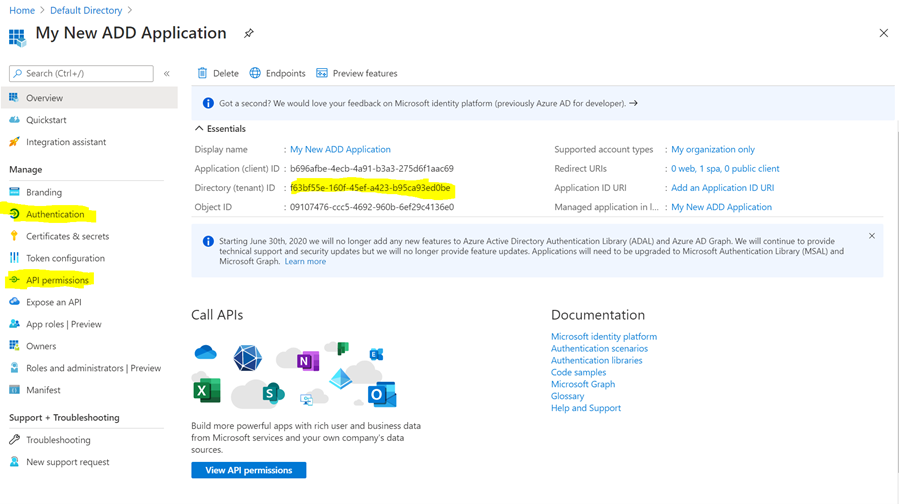 Home > Default Directory >
My New ADD Application
Search (Ctrl+/)
«
Overview
Quickstart
Integration assistant
Manage
Branding
Authentication
Certificates & secrets
Token configuration
API permissions
Expose an API
App roles | Preview
Owners
Roles and administrators | Preview
Manifest
Support + Troubleshooting
Troubleshooting
New support request
Delete Endpoints Preview features
Got a second? We would love your feedback on Microsoft identity platform (previously Azure AD for developer). →
Essentials
Display name : My New ADD Application
Application (client) ID : b696afbe-4ecb-4a91-b3a3-275d6f1aac69
Directory (tenant) ID : f63bf55e-160f-45ef-a423-b95ca93ed0be
Object ID : 09107476-ccc5-4692-960b-6ef29c4136e0
Supported account types : My organization only
Redirect URIs : 0 web, 1 spa, 0 public client
Application ID URI : Add an Application ID URI
Managed application in l... : My New ADD Application
Starting June 30th, 2020 we will no longer add any new features to Azure Active Directory Authentication Library (ADAL) and Azure AD Graph. We will continue to provide
technical support and security updates but we will no longer provide feature updates. Applications will need to be upgraded to Microsoft Authentication Library (MSAL) and
Microsoft Graph. Learn more
Call APIs
Build more powerful apps with rich user and business data
from Microsoft services and your own company's data
sources.
View API permissions
Documentation
Microsoft identity platform
Authentication scenarios
Authentication libraries
Code samples
Microsoft Graph
Glossary
Help and Support